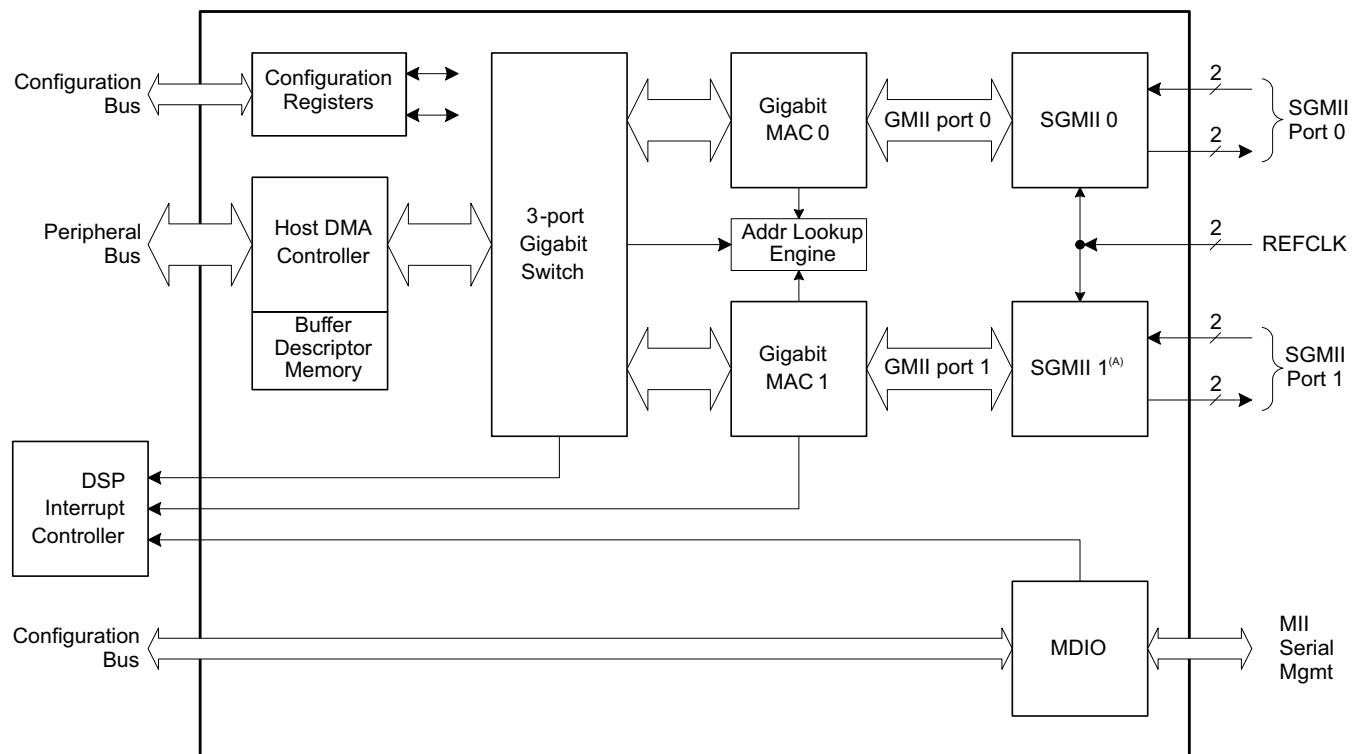 Configuration
Bus
Configuration
Registers
Gigabit
MAC 0
GMII port 0
SGMII 0
2
2
SGMII
Port 0
Peripheral
Bus
Host DMA
Controller
Buffer
Descriptor
Memory
3-port
Gigabit
Switch
Addr Lookup
Engine
2
REFCLK
Gigabit
MAC 1
GMII port 1
SGMII 1(A)
2
2
SGMII
Port 1
DSP
Interrupt
Controller
Configuration
Bus
MDIO
MII
Serial
Mgmt